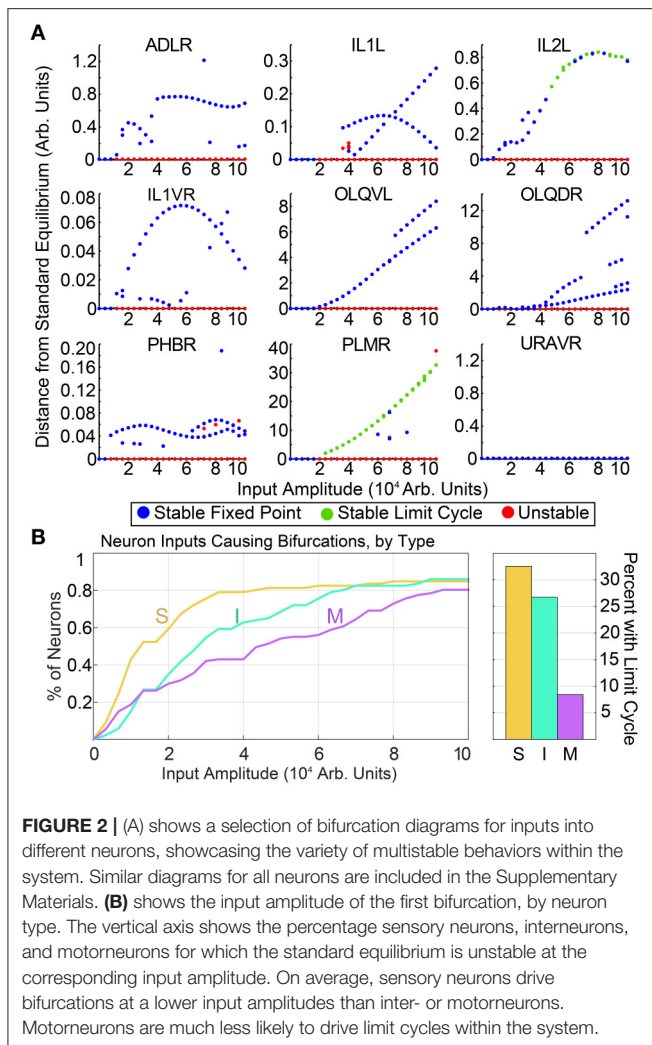 A
Distance from Standard Equilibrium (Arb. Units)
ADLR
1.2
0.8
0.4
0
2 4 6 8 10
IL1L
0.3
0.2
0.1
0
2 4 6 8 10
IL2L
0.8
0.6
0.4
0.2
0
2 4 6 8 10
IL1VR
0.08
0.06
0.04
0.02
0
2 4 6 8 10
OLQVL
8
6
4
2
0
2 4 6 8 10
OLQDR
12
8
4
0
2 4 6 8 10
PHBR
0.20
0.16
0.12
0.08
0.04
0
2 4 6 8 10
PLMR
40
30
20
10
0
2 4 6 8 10
URAVR
1.2
0.8
0.4
0
2 4 6 8 10
Input Amplitude (10⁴ Arb. Units)
Stable Fixed Point Stable Limit Cycle Unstable
B
Neuron Inputs Causing Bifurcations, by Type
% of Neurons
1
0.8
0.6
0.4
0.2
S I M
0 2 4 6 8 10
Input Amplitude (10⁴ Arb. Units)
30
25
20
15
10
5
Percent with Limit Cycle
S I M
FIGURE 2 | (A) shows a selection of bifurcation diagrams for inputs into
different neurons, showcasing the variety of multistable behaviors within the
system. Similar diagrams for all neurons are included in the Supplementary
Materials. (B) shows the input amplitude of the first bifurcation, by neuron
type. The vertical axis shows the percentage sensory neurons, interneurons,
and motorneurons for which the standard equilibrium is unstable at the
corresponding input amplitude. On average, sensory neurons drive
bifurcations at a lower input amplitudes than inter- or motorneurons.
Motorneurons are much less likely to drive limit cycles within the system.